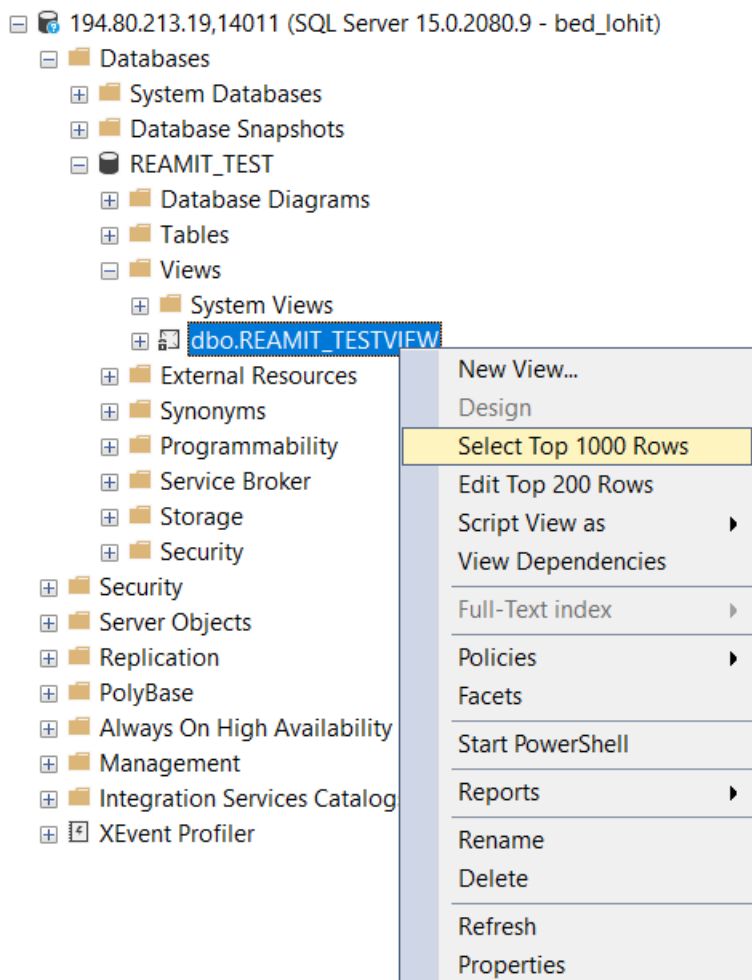 194.80.213.19,14011 (SQL Server 15.0.2080.9 - bed_lohit)
Databases
System Databases
Database Snapshots
REAMIT_TEST
Database Diagrams
Tables
Views
System Views
dbo.REAMIT_TESTVIEW
External Resources
Synonyms
Programmability
Service Broker
Storage
Security
Security
Server Objects
Replication
PolyBase
Always On High Availability
Management
Integration Services Catalog
XEvent Profiler
New View...
Design
Select Top 1000 Rows
Edit Top 200 Rows
Script View as
View Dependencies
Full-Text index
Policies
Facets
Start PowerShell
Reports
Rename
Delete
Refresh
Properties